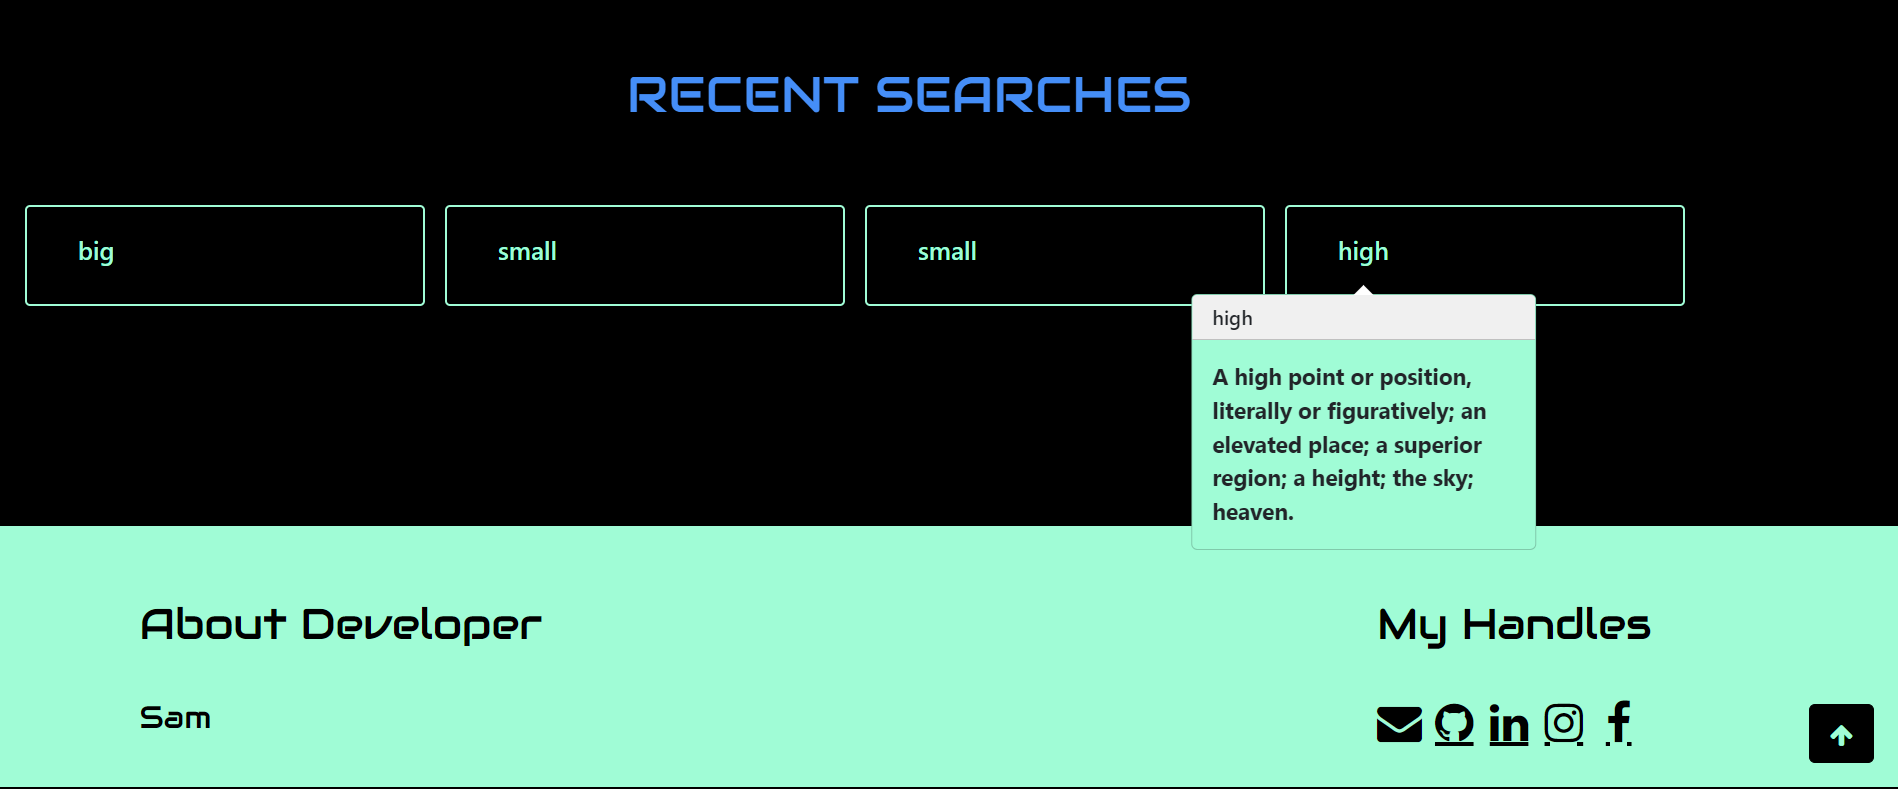 RECENT SEARCHES
big
small
small
high
high
A high point or position,
literally or figuratively; an
elevated place; a superior
region; a height; the sky;
heaven.
About Developer
My Handles
Sam